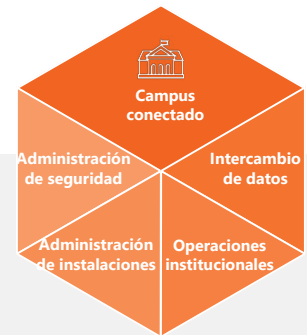 Campus
conectado
Administración
de seguridad
Intercambio
de datos
Administración
de instalaciones
Operaciones
institucionales